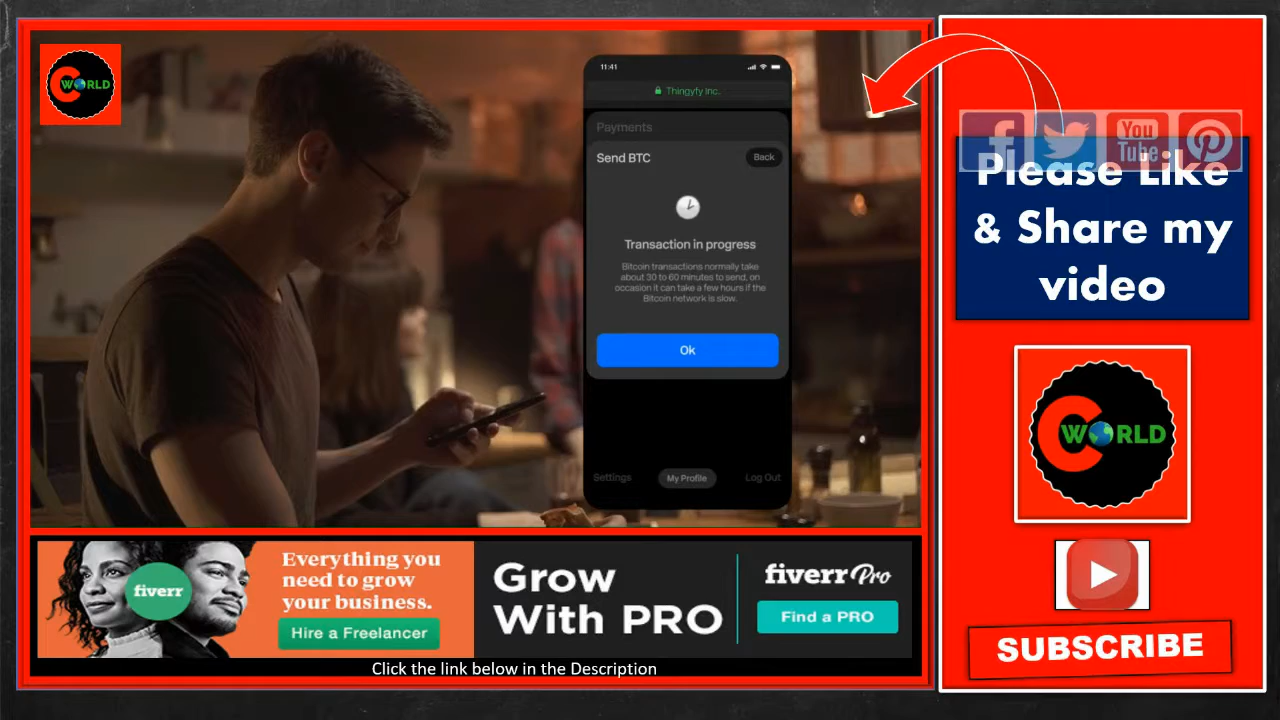 C WORLD
11:41
Thingyfy Inc.
Payments
Send BTC
Back
Transaction in progress
Bitcoin transactions normally take
about 30 to 60 minutes to send, on
occasion it can take a few hours if the
Bitcoin network is slow.
Ok
Settings
My Profile
Log Out
f
You
Tube
Please Like
& Share my
video
C WORLD
SUBSCRIBE
fiverr
Everything you
need to grow
your business.
Hire a Freelancer
Grow
With PRO
fiverr Pro
Find a PRO
Click the link below in the Description